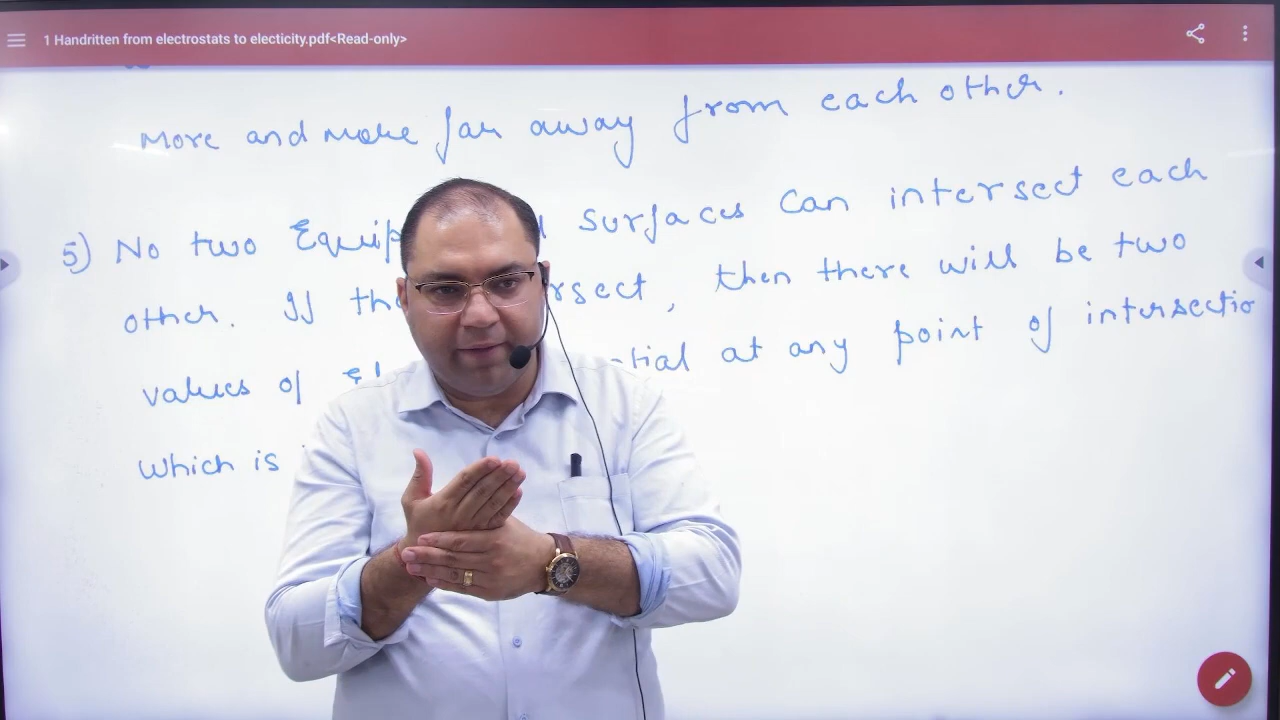 1 Handritten from electrostats to electicity.pdf<Read-only>
More and more far away from each other.
5) No two Equip Surfaces can intersect each
other. If the rsect, then there will be two
values of El tial at any point of intersectio
which is